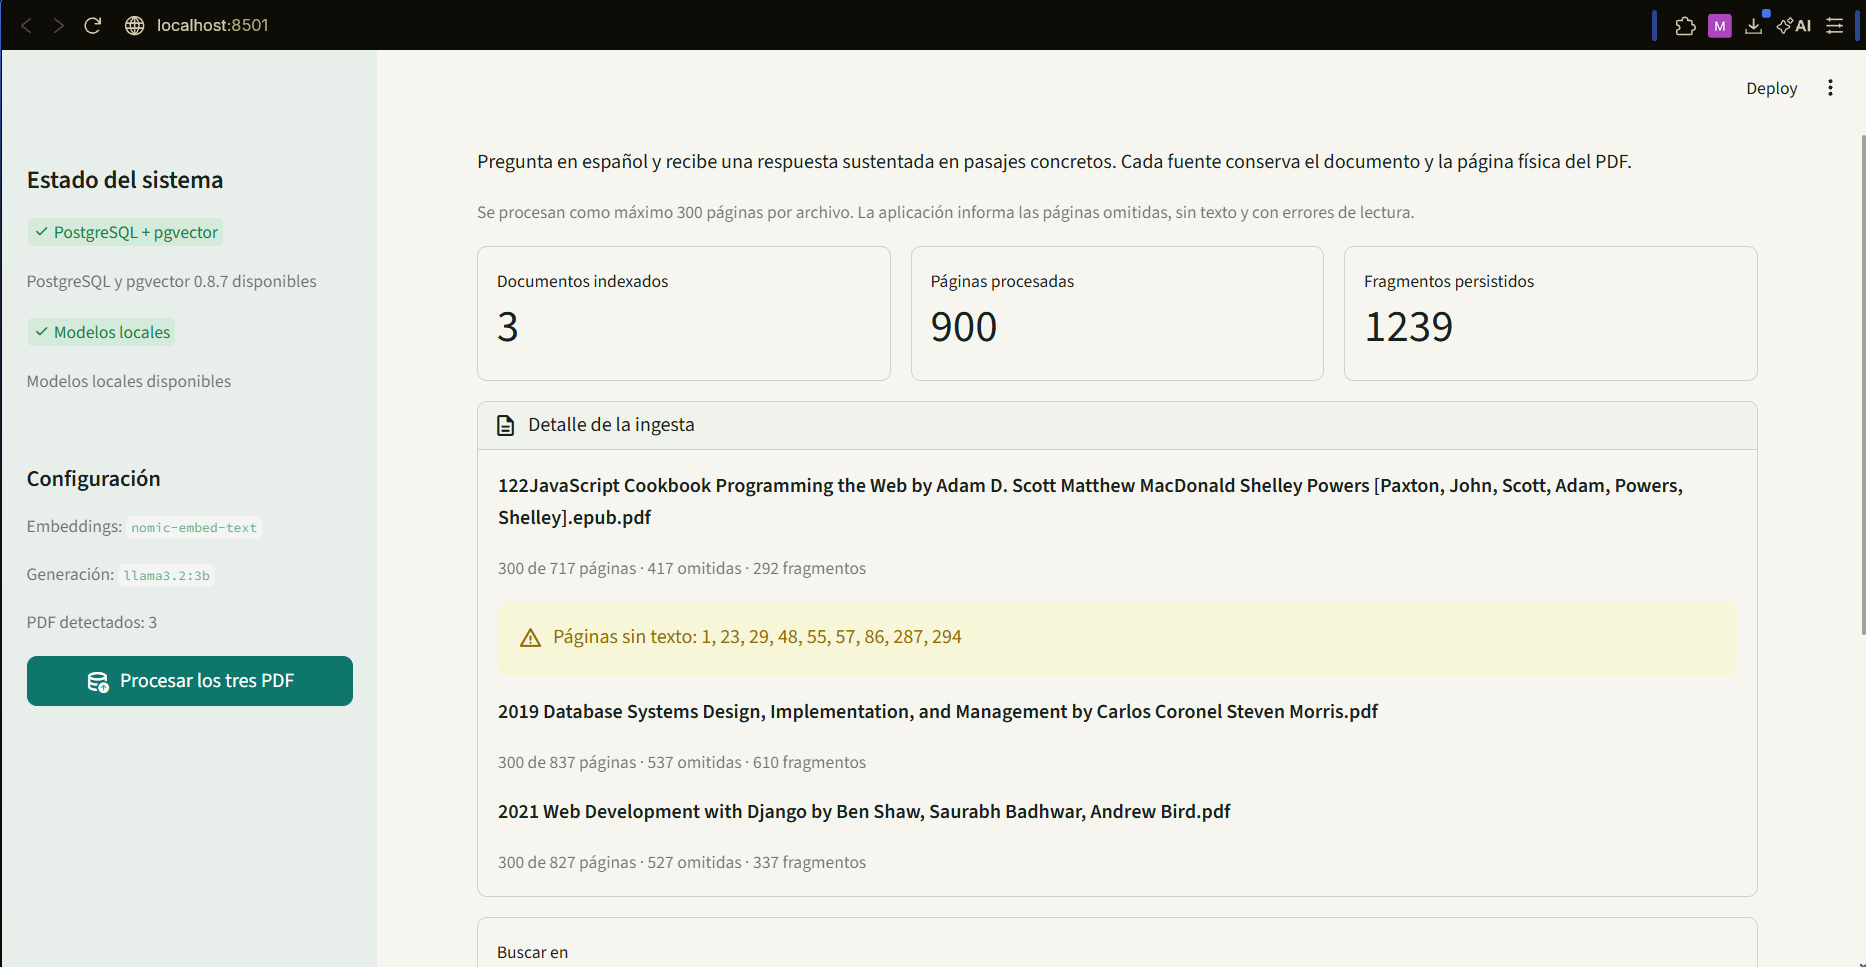 localhost:8501
M
AI
Deploy
Estado del sistema
PostgreSQL + pgvector
PostgreSQL y pgvector 0.8.7 disponibles
Modelos locales
Modelos locales disponibles
Configuración
Embeddings: nomic-embed-text
Generación: llama3.2:3b
PDF detectados: 3
Procesar los tres PDF
Pregunta en español y recibe una respuesta sustentada en pasajes concretos. Cada fuente conserva el documento y la página física del PDF.
Se procesan como máximo 300 páginas por archivo. La aplicación informa las páginas omitidas, sin texto y con errores de lectura.
Documentos indexados
3
Páginas procesadas
900
Fragmentos persistidos
1239
Detalle de la ingesta
122JavaScript Cookbook Programming the Web by Adam D. Scott Matthew MacDonald Shelley Powers [Paxton, John, Scott, Adam, Powers,
Shelley].epub.pdf
300 de 717 páginas · 417 omitidas · 292 fragmentos
Páginas sin texto: 1, 23, 29, 48, 55, 57, 86, 287, 294
2019 Database Systems Design, Implementation, and Management by Carlos Coronel Steven Morris.pdf
300 de 837 páginas · 537 omitidas · 610 fragmentos
2021 Web Development with Django by Ben Shaw, Saurabh Badhwar, Andrew Bird.pdf
300 de 827 páginas · 527 omitidas · 337 fragmentos
Buscar en